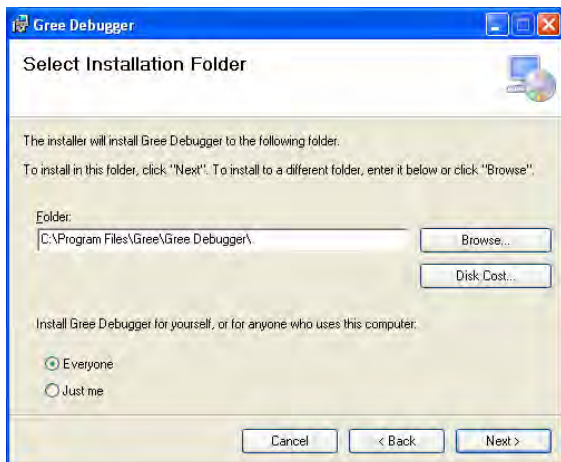 Gree Debugger
Select Installation Folder
The installer will install Gree Debugger to the following folder.
To install in this folder, click "Next". To install to a different folder, enter it below or click "Browse".
Folder:
C:\Program Files\Gree\Gree Debugger\
Browse...
Disk Cost...
Install Gree Debugger for yourself, or for anyone who uses this computer:
Everyone
Just me
Cancel
< Back
Next >